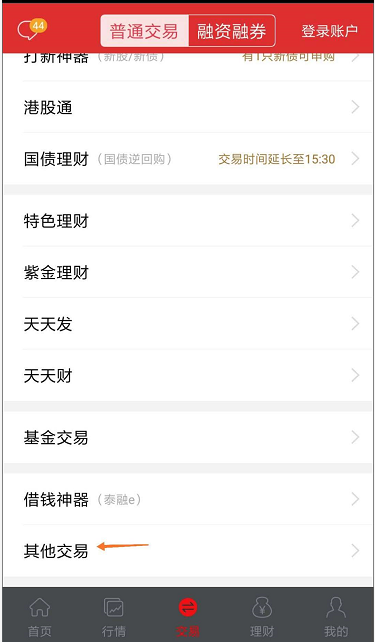 44 普通交易 融资融券 登录账户
打新神器（新股/新债） 有1只新债可申购
港股通
国债理财（国债逆回购） 交易时间延长至15:30
特色理财
紫金理财
天天发
天天财
基金交易
借钱神器（泰融e）
其他交易
首页 行情 交易 理财 我的